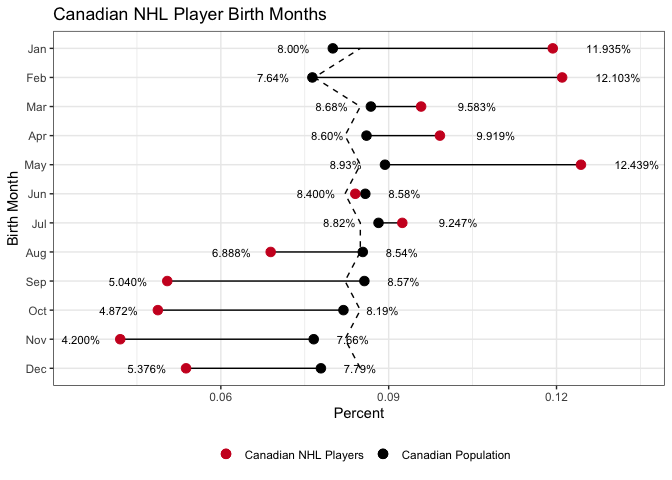 Canadian NHL Player Birth Months
Birth Month
Jan 8.00% 11.935%
Feb 7.64% 12.103%
Mar 8.68% 9.583%
Apr 8.60% 9.919%
May 8.93% 12.439%
Jun 8.400% 8.58%
Jul 8.82% 9.247%
Aug 6.888% 8.54%
Sep 5.040% 8.57%
Oct 4.872% 8.19%
Nov 4.200% 7.66%
Dec 5.376% 7.79%
0.06 0.09 0.12
Percent
Canadian NHL Players Canadian Population